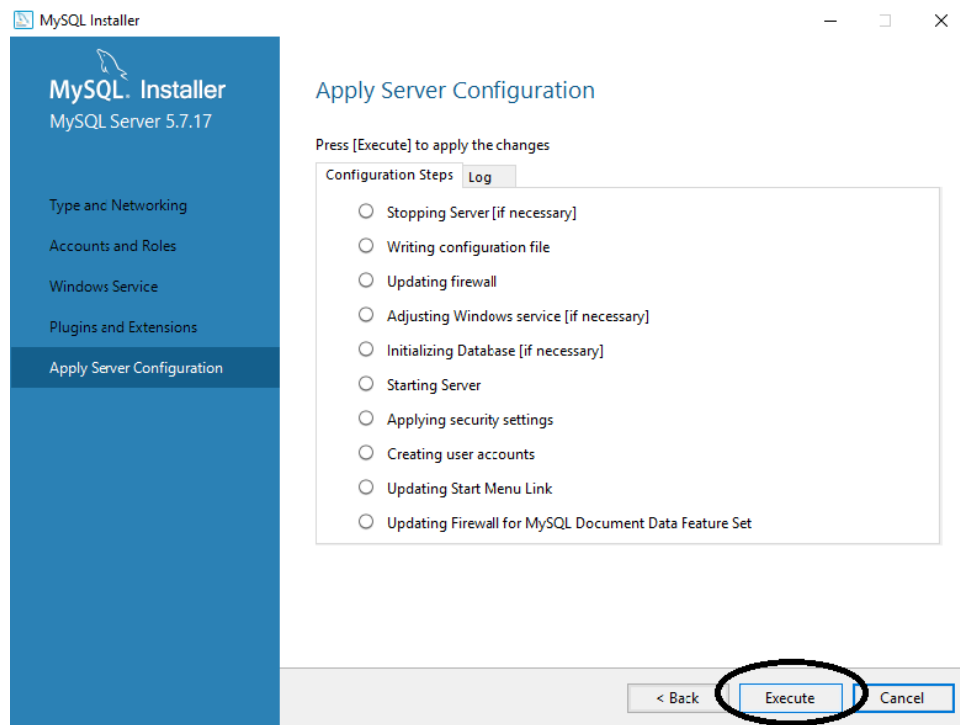 MySQL Installer
MySQL. Installer
MySQL Server 5.7.17
Type and Networking
Accounts and Roles
Windows Service
Plugins and Extensions
Apply Server Configuration
Apply Server Configuration
Press [Execute] to apply the changes
Configuration Steps Log
Stopping Server [if necessary]
Writing configuration file
Updating firewall
Adjusting Windows service [if necessary]
Initializing Database [if necessary]
Starting Server
Applying security settings
Creating user accounts
Updating Start Menu Link
Updating Firewall for MySQL Document Data Feature Set
< Back Execute Cancel